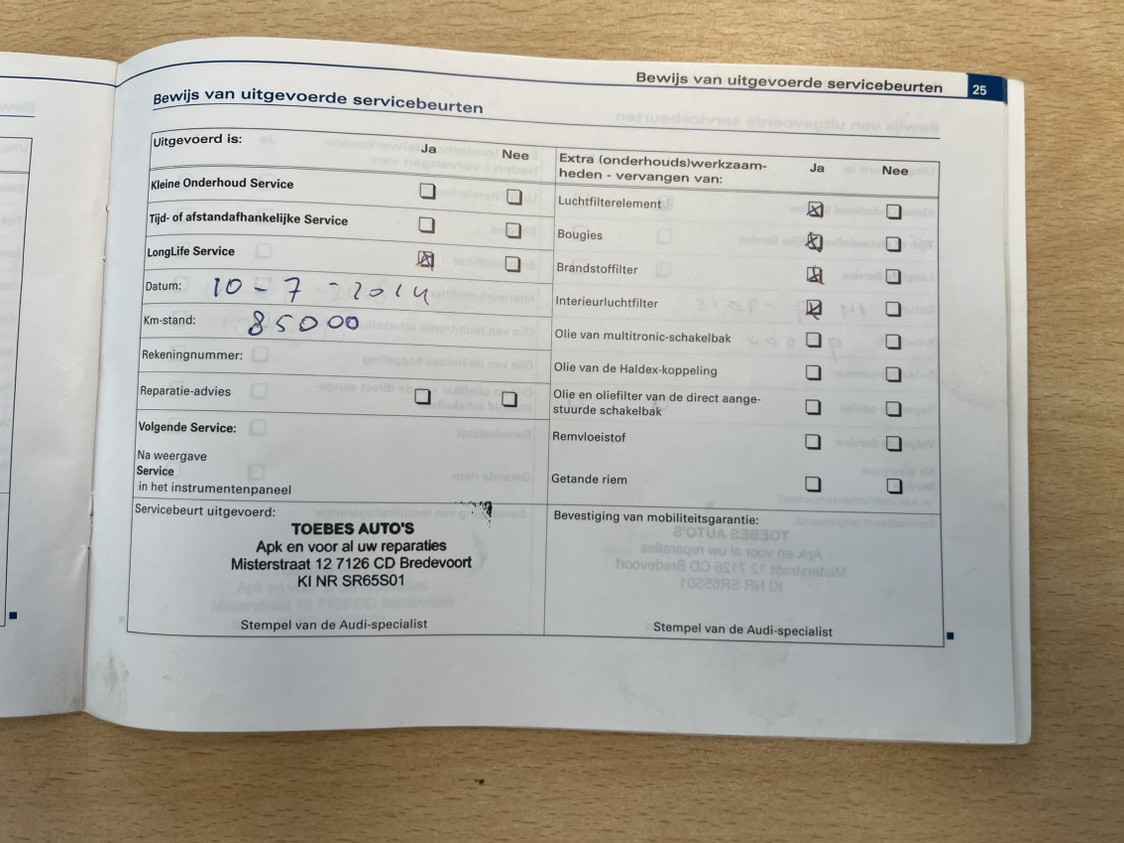 Bewijs van uitgevoerde servicebeurten 25
Bewijs van uitgevoerde servicebeurten
Uitgevoerd is: Ja Nee
Kleine Onderhoud Service
Tijd- of afstandafhankelijke Service
LongLife Service
Datum: 10 - 7 - 2014
Km-stand: 85000
Rekeningnummer:
Reparatie-advies
Volgende Service:
Na weergave
Service
in het instrumentenpaneel
Servicebeurt uitgevoerd:
TOEBES AUTO'S
Apk en voor al uw reparaties
Misterstraat 12 7126 CD Bredevoort
KI NR SR65S01
Stempel van de Audi-specialist
Extra (onderhouds)werkzaam-
heden - vervangen van: Ja Nee
Luchtfilterelement
Bougies
Brandstoffilter
Interieurluchtfilter
Olie van multitronic-schakelbak
Olie van de Haldex-koppeling
Olie en oliefilter van de direct aange-
stuurde schakelbak
Remvloeistof
Getande riem
Bevestiging van mobiliteitsgarantie:
Stempel van de Audi-specialist